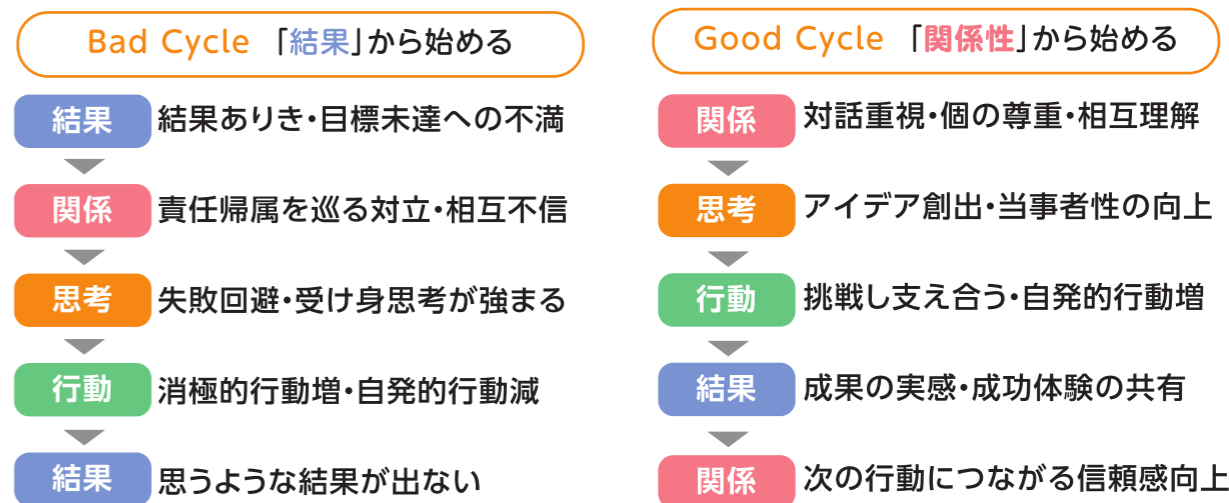 Bad Cycle 「結果」から始める
結果 結果ありき・目標未達への不満
関係 責任帰属を巡る対立・相互不信
思考 失敗回避・受け身思考が強まる
行動 消極的行動増・自発的行動減
結果 思うような結果が出ない
Good Cycle 「関係性」から始める
関係 対話重視・個の尊重・相互理解
思考 アイデア創出・当事者性の向上
行動 挑戦し支え合う・自発的行動増
結果 成果の実感・成功体験の共有
関係 次の行動につながる信頼感向上